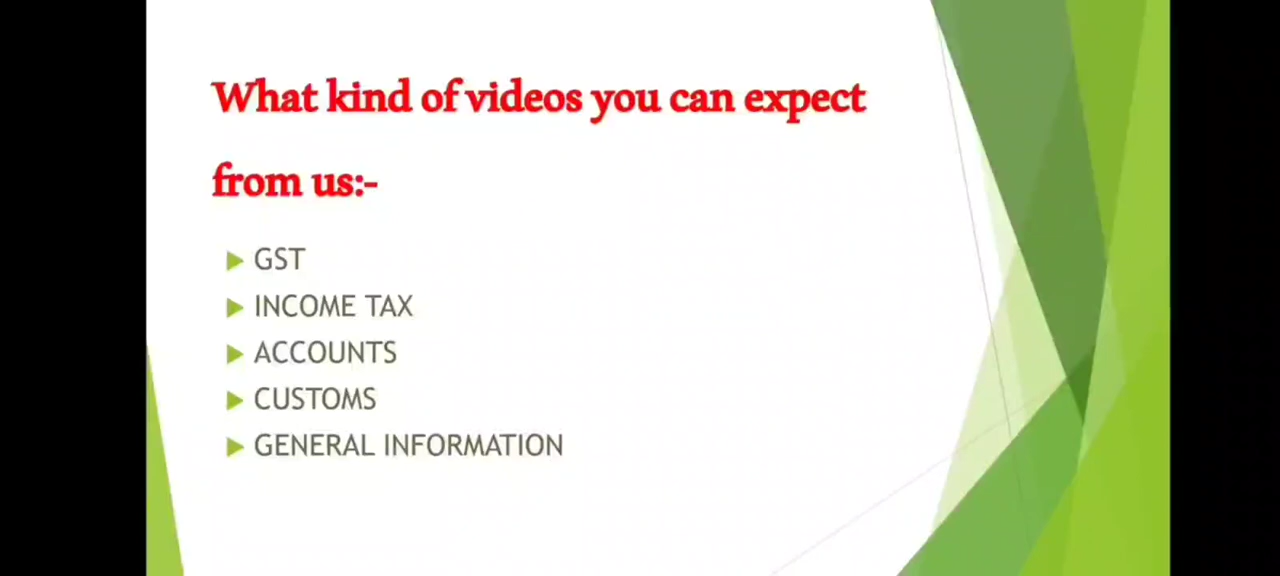 What kind of videos you can expect
from us:-
GST
INCOME TAX
ACCOUNTS
CUSTOMS
GENERAL INFORMATION